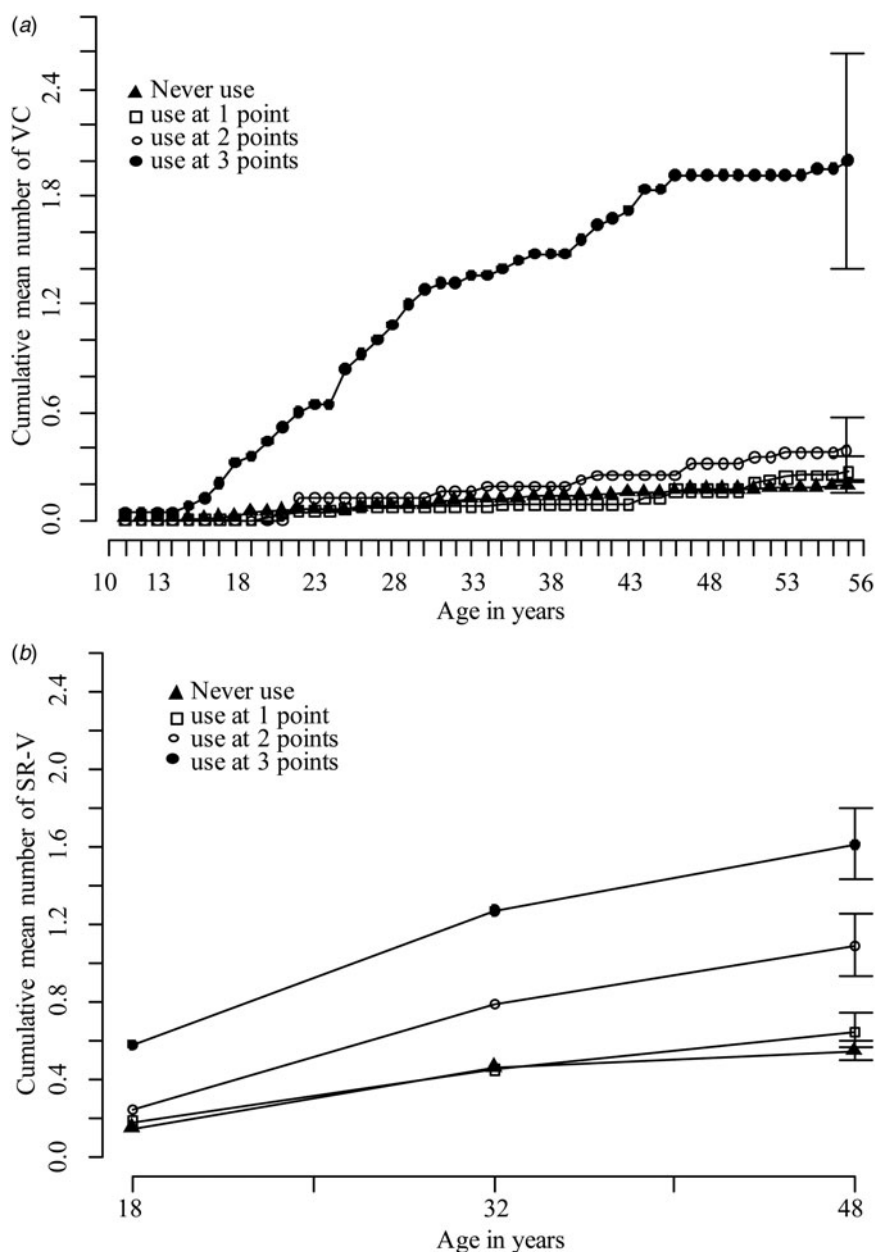 (a)
Cumulative mean number of VC
2.4
1.8
1.2
0.6
0.0
Never use
use at 1 point
use at 2 points
use at 3 points
10 13 18 23 28 33 38 43 48 53 56
Age in years
(b)
Cumulative mean number of SR-V
2.4
2.0
1.6
1.2
0.8
0.4
0.0
Never use
use at 1 point
use at 2 points
use at 3 points
18 32 48
Age in years